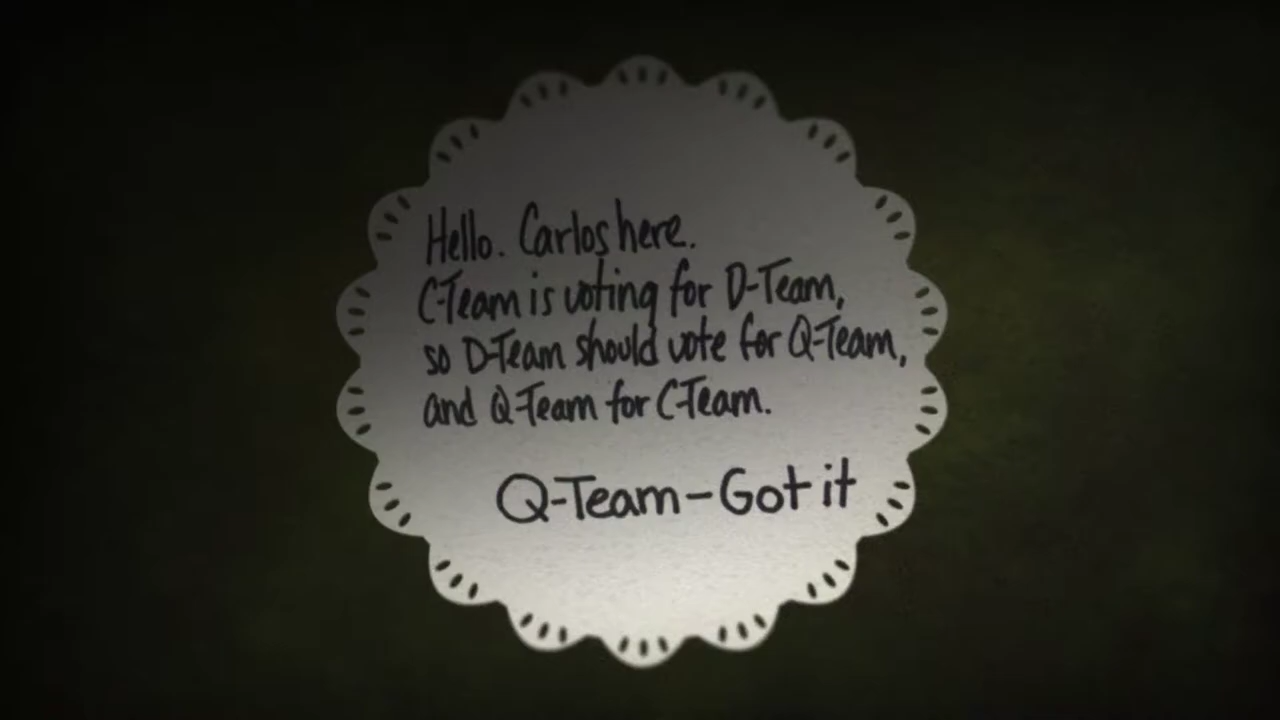 Hello. Carlos here.
C-Team is voting for D-Team,
so D-Team should vote for Q-Team,
and Q-Team for C-Team.
Q-Team-Got it